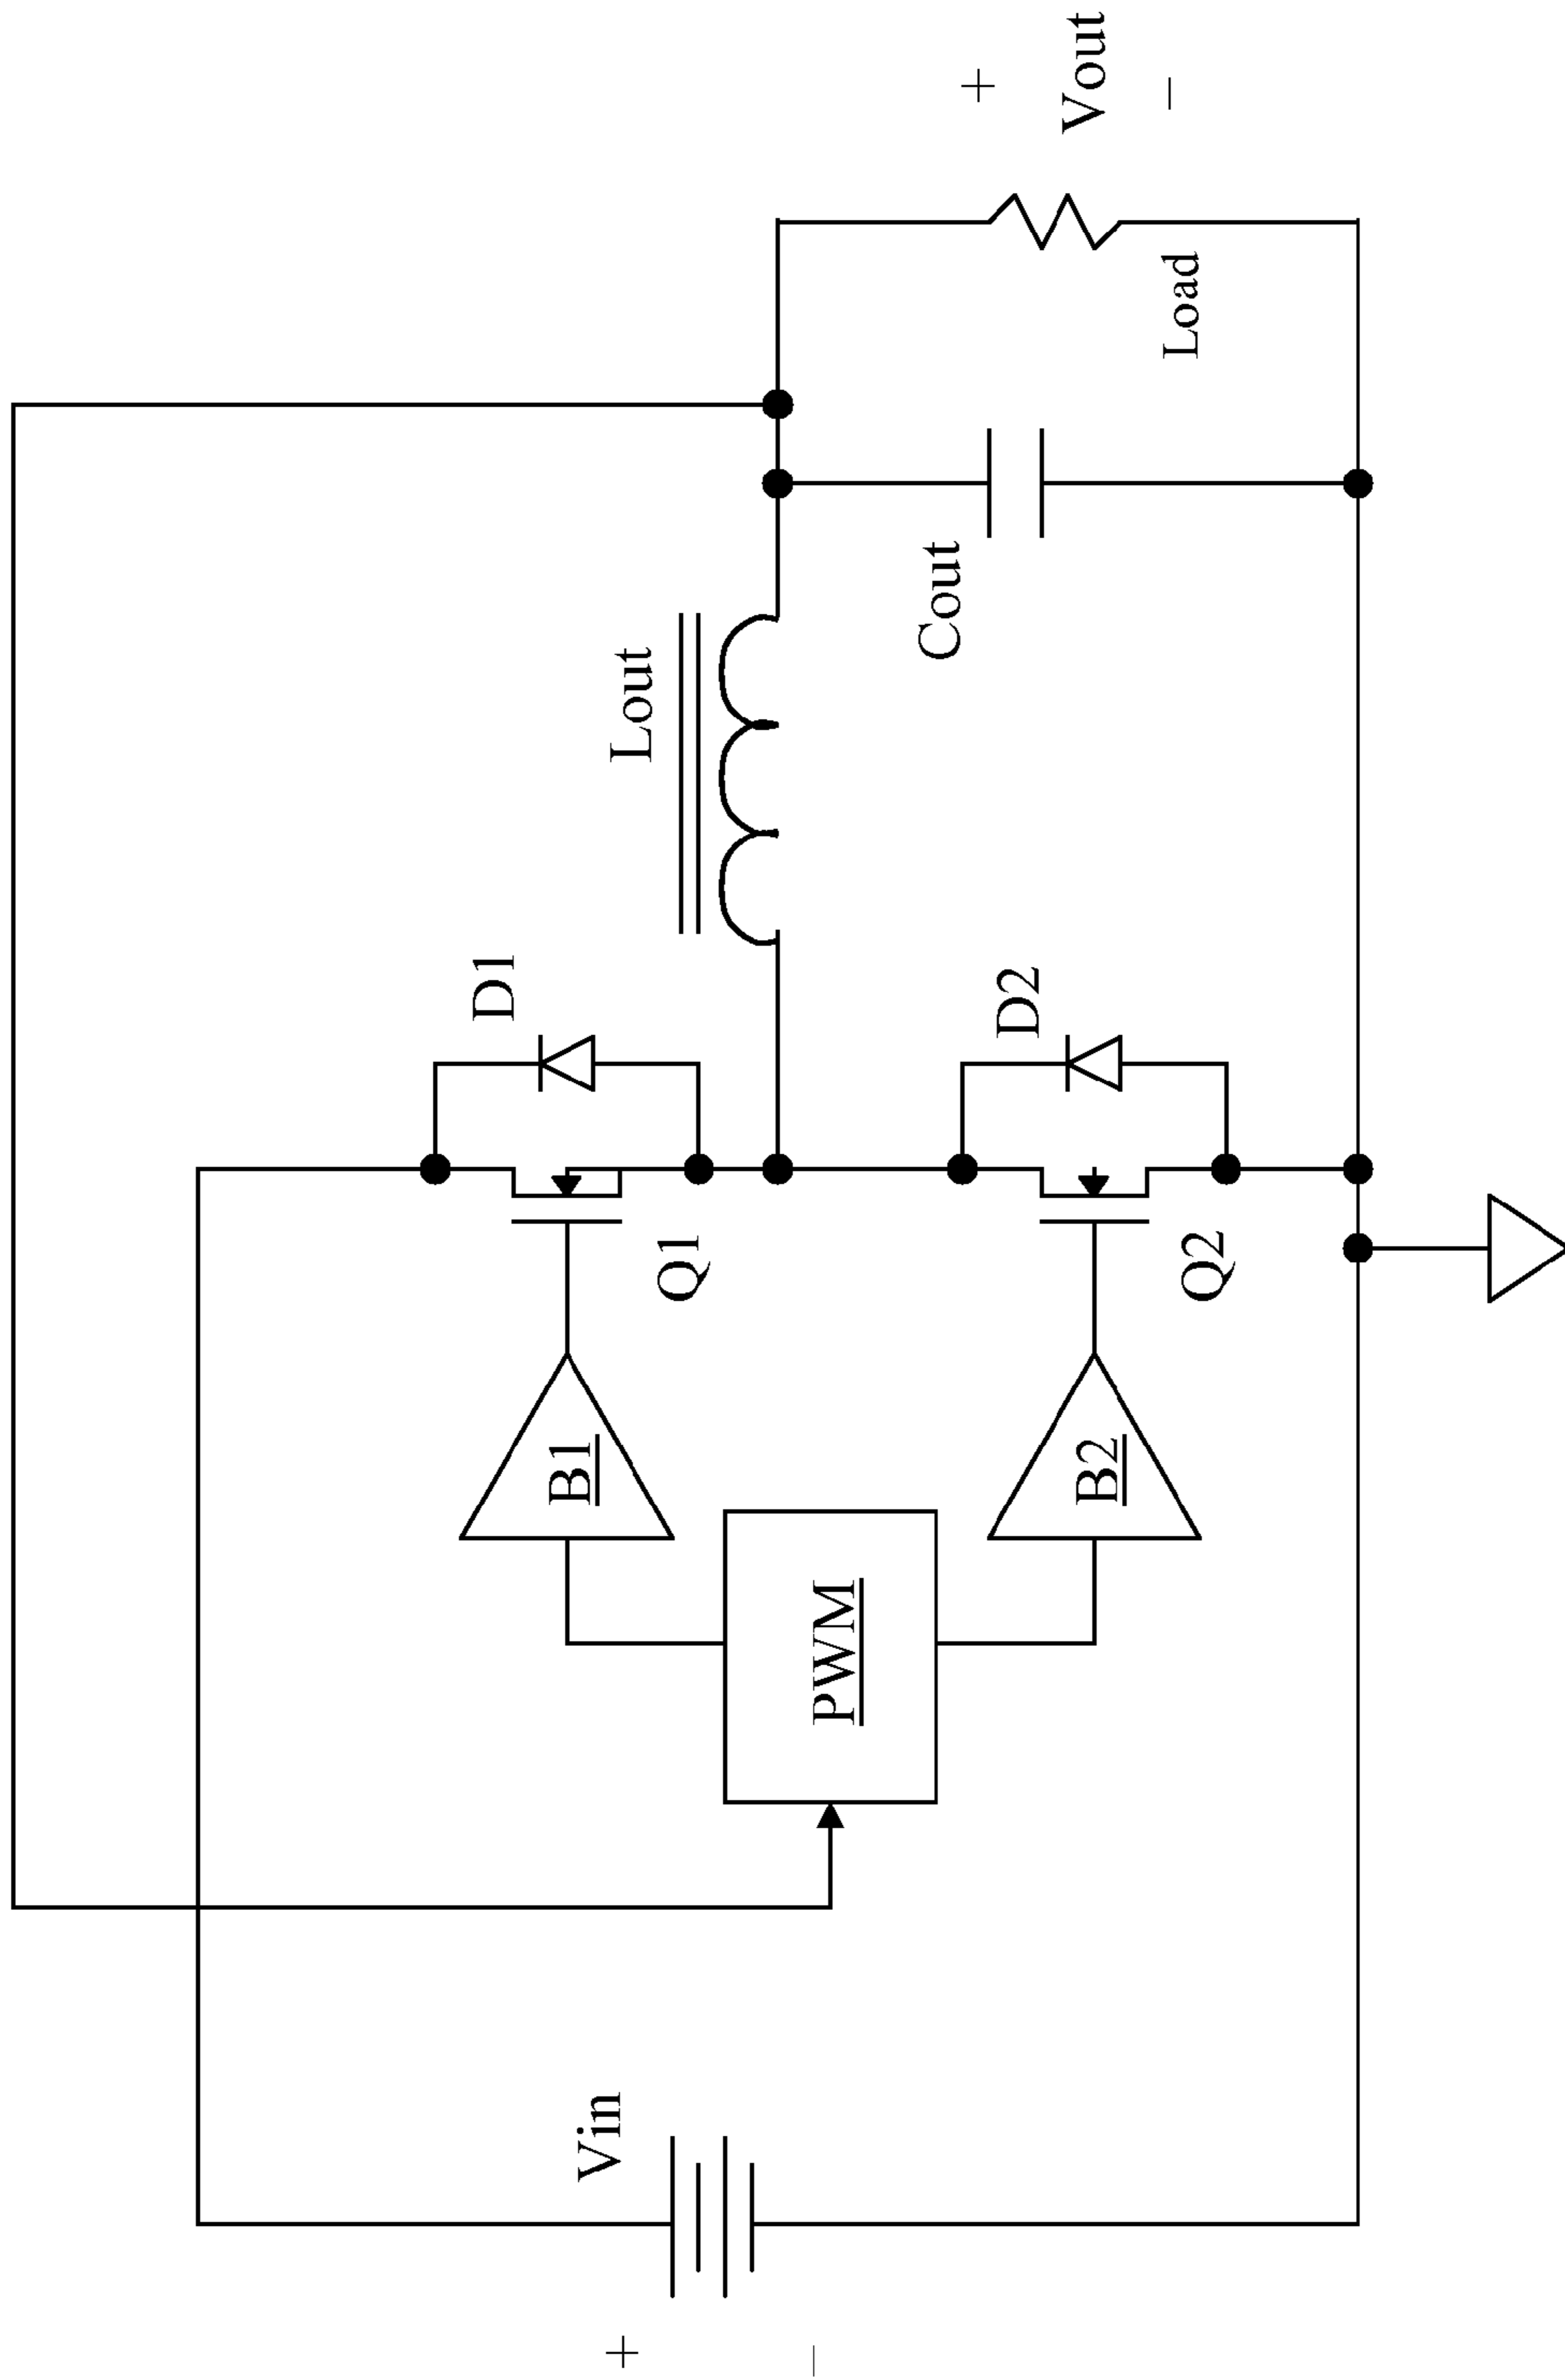 Vin
+
–
PWM
B1
B2
Q1
Q2
D1
D2
Lout
Cout
Load
+
Vout
–